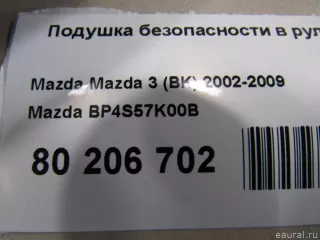 Подушка безопасности в рул
Mazda Mazda 3 (BK) 2002-2009
Mazda BP4S57K00B
80 206 702
eaural.ru